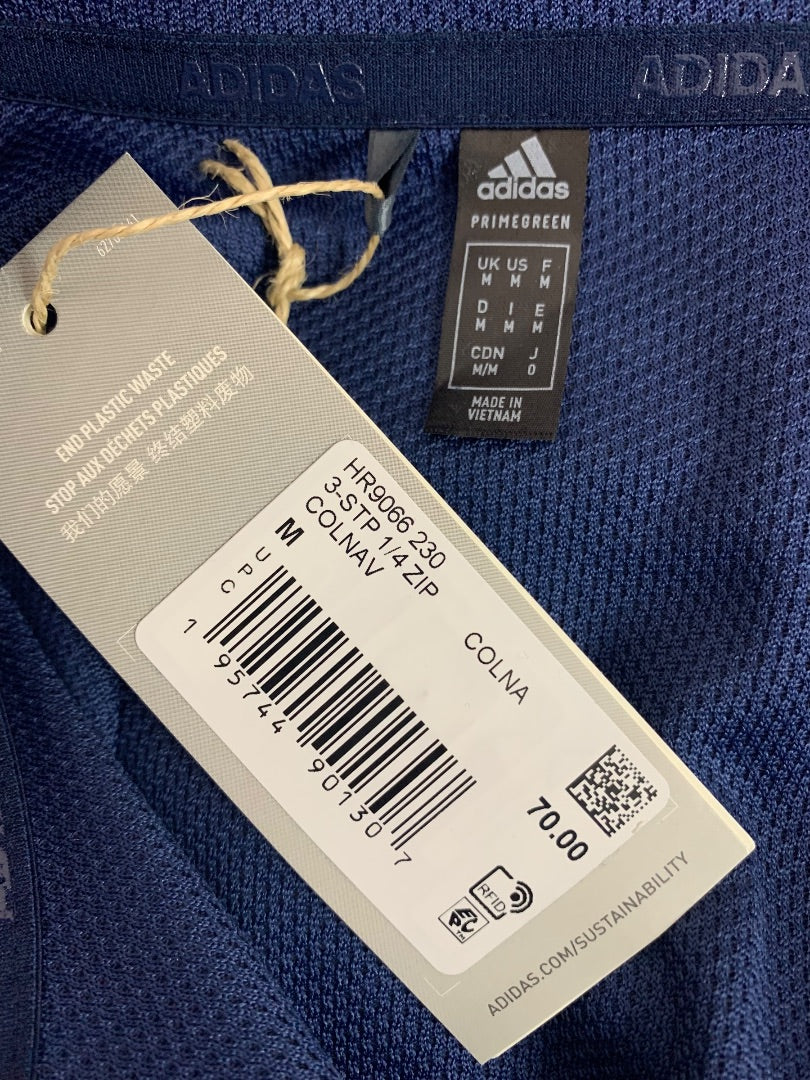 ADIDAS
ADIDA
adidas
PRIMEGREEN
UK US F
M M M
D I E
M M M
CDN J
M/M O
MADE IN
VIETNAM
END PLASTIC WASTE
STOP AUX DÉCHETS PLASTIQUES
我们的愿景 终结塑料废物
HR9066 230
3-STP 1/4 ZIP
COLNAV
COLNA
M
UPC
1 95744 90130 7
70.00
RFID
EPC™
ADIDAS.COM/SUSTAINABILITY